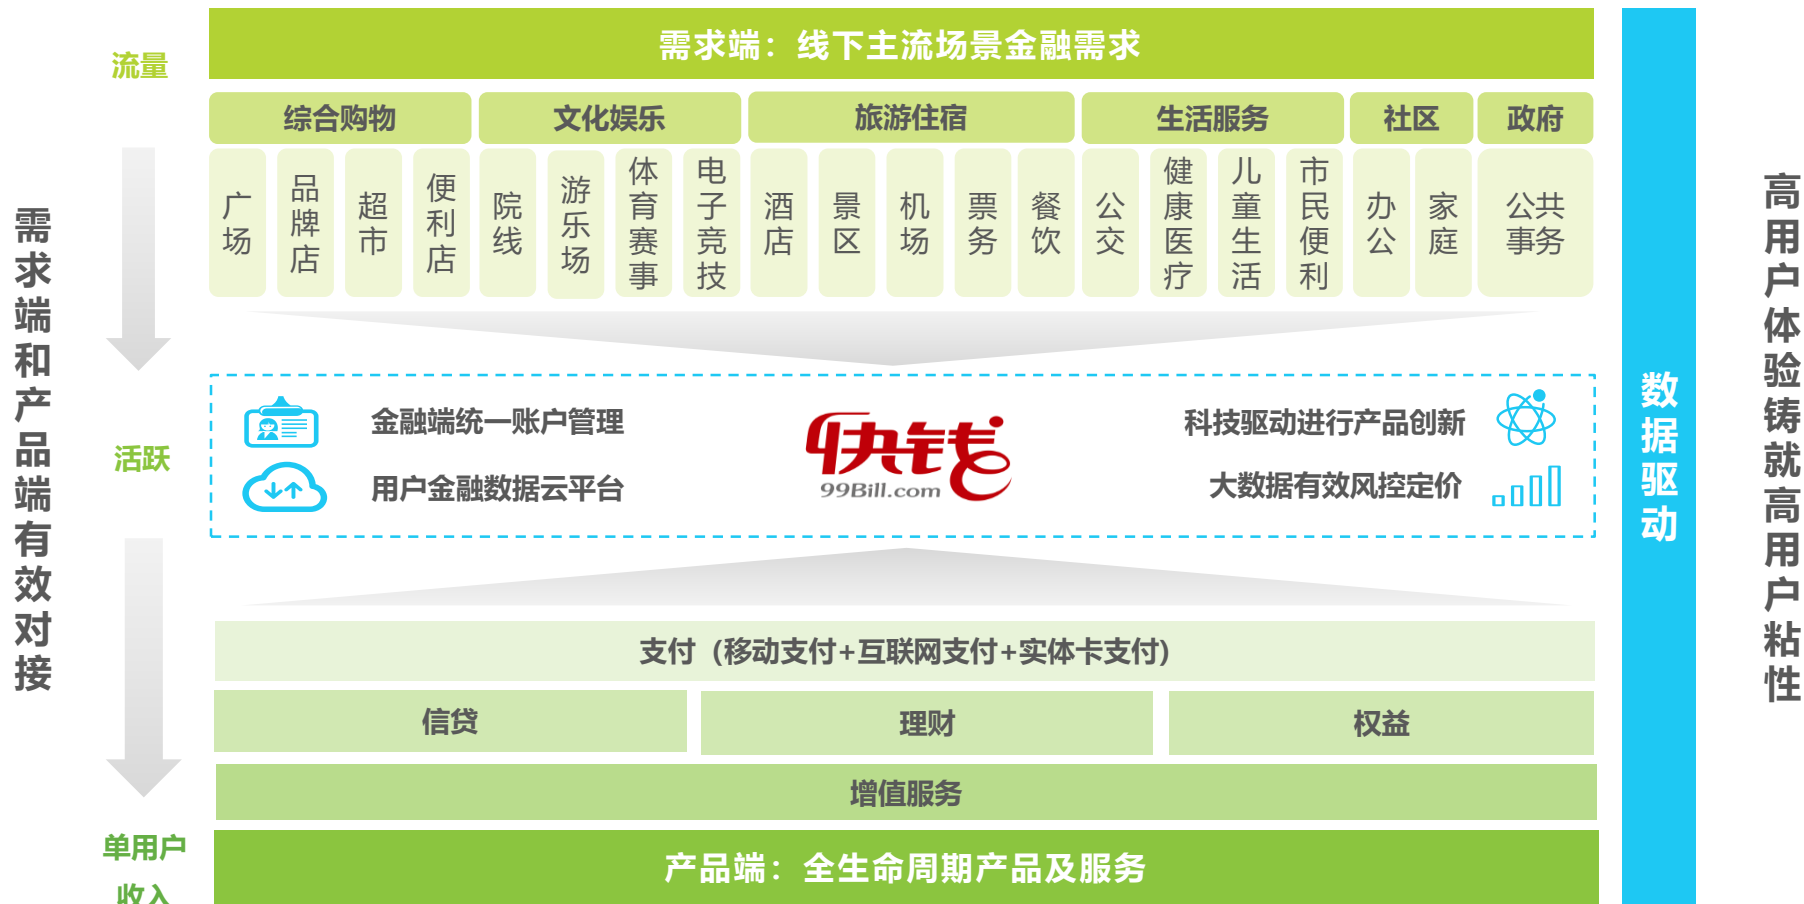 需求端：线下主流场景金融需求
流量
综合购物
文化娱乐
旅游住宿
生活服务
社区
政府
广场
品牌店
超市
便利店
院线
游乐场
体育赛事
电子竞技
酒店
景区
机场
票务
餐饮
公交
健康医疗
儿童生活
市民便利
办公
家庭
公共
事务
需求端和产品端有效对接
活跃
金融端统一账户管理
用户金融数据云平台
快钱
99Bill.com
科技驱动进行产品创新
大数据有效风控定价
数据驱动
高用户体验铸就高用户粘性
支付（移动支付+互联网支付+实体卡支付）
信贷
理财
权益
增值服务
单用户
收入
产品端：全生命周期产品及服务